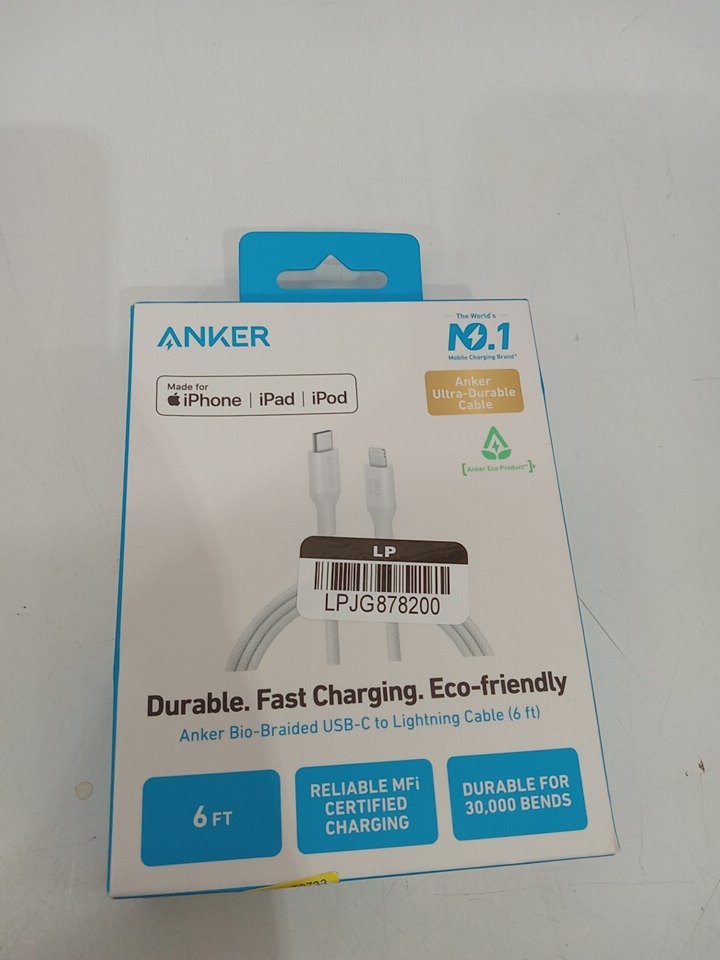 ANKER
The World's
NO.1
Mobile Charging Brand
Made for
iPhone | iPad | iPod
Anker
Ultra-Durable
Cable
[Anker Eco Product™]
LP
LPJG878200
Durable. Fast Charging. Eco-friendly
Anker Bio-Braided USB-C to Lightning Cable (6 ft)
6 FT
RELIABLE MFi
CERTIFIED
CHARGING
DURABLE FOR
30,000 BENDS